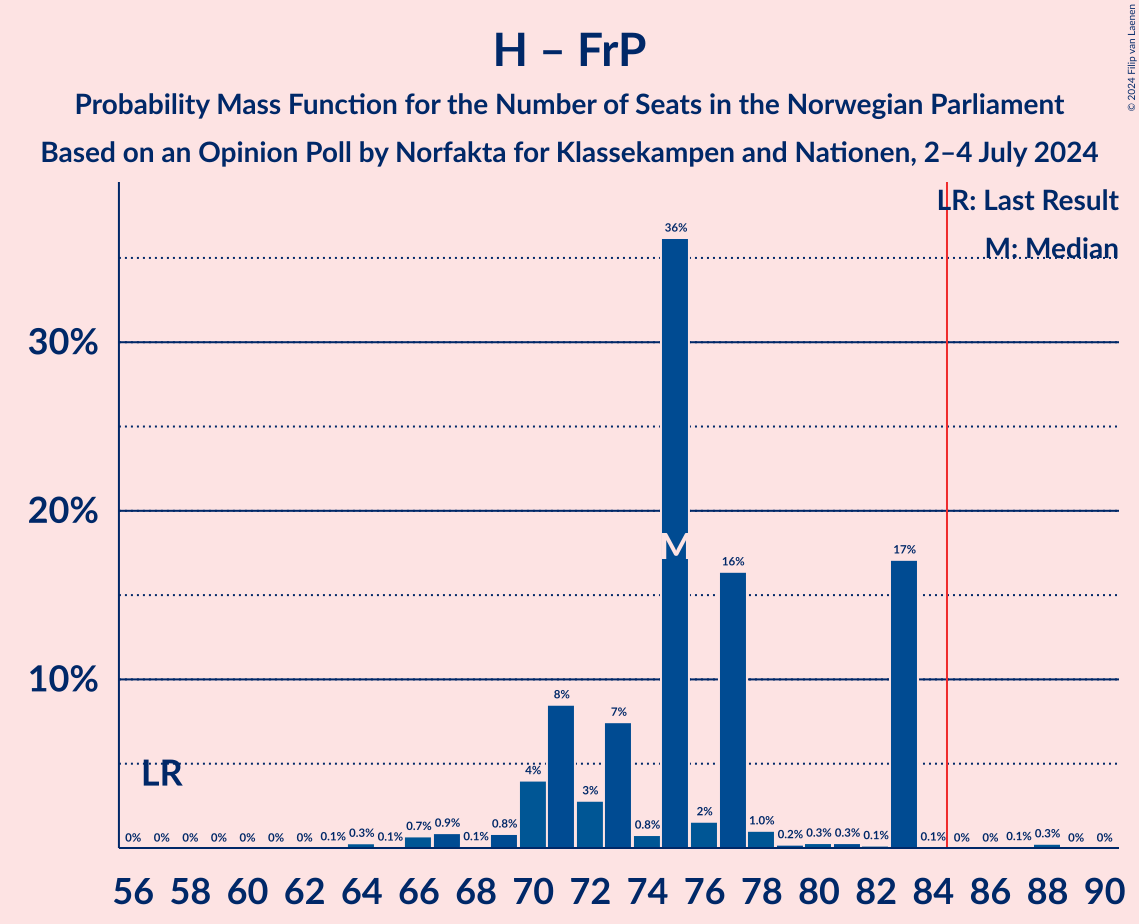 H – FrP
Probability Mass Function for the Number of Seats in the Norwegian Parliament
Based on an Opinion Poll by Norfakta for Klassekampen and Nationen, 2–4 July 2024
© 2024 Filip van Laenen
LR: Last Result
M: Median
30%
20%
10%
LR
M
0% 0% 0% 0% 0% 0% 0% 0.1% 0.3% 0.1% 0.7% 0.9% 0.1% 0.8% 4% 8% 3% 7% 0.8% 36% 2% 16% 1.0% 0.2% 0.3% 0.3% 0.1% 17% 0.1% 0% 0% 0.1% 0.3% 0% 0%
56 58 60 62 64 66 68 70 72 74 76 78 80 82 84 86 88 90